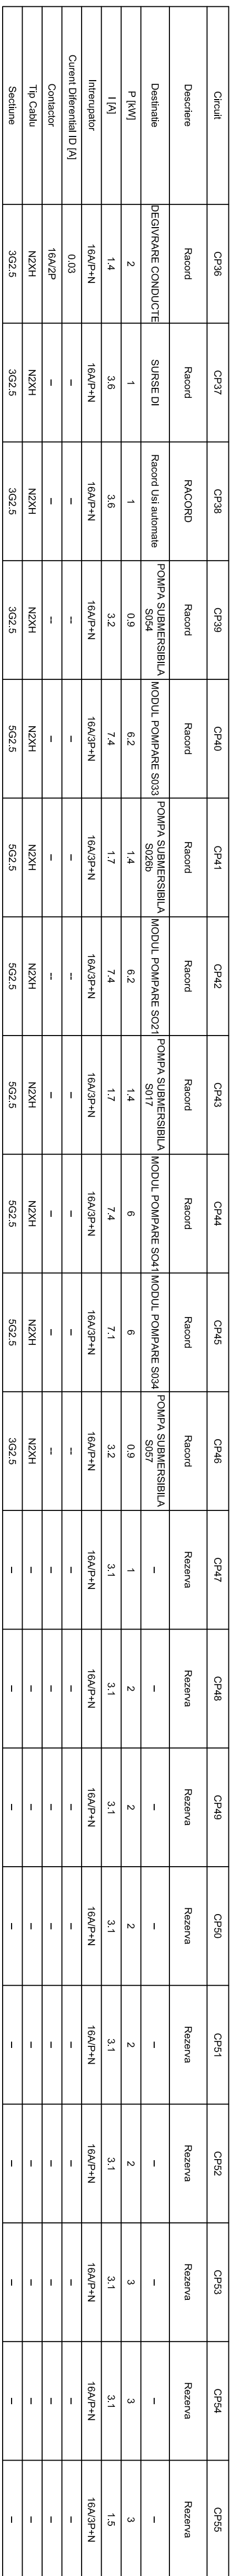 Circuit CP36 CP37 CP38 CP39 CP40 CP41 CP42 CP43 CP44 CP45 CP46 CP47 CP48 CP49 CP50 CP51 CP52 CP53 CP54 CP55
Descriere Racord Racord RACORD Racord Racord Racord Racord Racord Racord Racord Racord Rezerva Rezerva Rezerva Rezerva Rezerva Rezerva Rezerva Rezerva Rezerva
Destinatie DEGIVRARE CONDUCTE SURSE DI Racord Usi automate POMPA SUBMERSIBILA S054 MODUL POMPARE S033 POMPA SUBMERSIBILA S026b MODUL POMPARE SO21 POMPA SUBMERSIBILA S017 MODUL POMPARE SO41 MODUL POMPARE S034 POMPA SUBMERSIBILA S057 – – – – – – – – –
P [kW] 2 1 1 0.9 6.2 1.4 6.2 1.4 6 6 0.9 1 2 2 2 2 2 3 3 3
I [A] 1.4 3.6 3.6 3.2 7.4 1.7 7.4 1.7 7.4 7.1 3.2 3.1 3.1 3.1 3.1 3.1 3.1 3.1 3.1 1.5
Intrerupator 16A/P+N 16A/P+N 16A/P+N 16A/P+N 16A/3P+N 16A/3P+N 16A/3P+N 16A/3P+N 16A/3P+N 16A/3P+N 16A/P+N 16A/P+N 16A/P+N 16A/P+N 16A/P+N 16A/P+N 16A/P+N 16A/P+N 16A/P+N 16A/3P+N
Curent Diferential ID [A] 0.03 – – -- – – -- – – – -- – – – – – – – – –
Contactor 16A/2P – – -- – – -- – – – -- – – – – – – – – –
Tip Cablu N2XH N2XH N2XH N2XH N2XH N2XH N2XH N2XH N2XH N2XH N2XH – – – – – – – – –
Sectiune 3G2.5 3G2.5 3G2.5 3G2.5 5G2.5 5G2.5 5G2.5 5G2.5 5G2.5 5G2.5 3G2.5 – – – – – – – – –